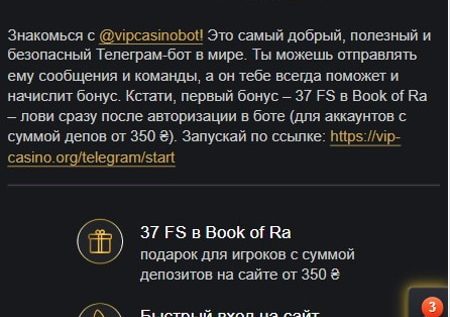 Знакомься с @vipcasinobot! Это самый добрый, полезный и
безопасный Телеграм-бот в мире. Ты можешь отправлять
ему сообщения и команды, а он тебе всегда поможет и
начислит бонус. Кстати, первый бонус – 37 FS в Book of Ra
– лови сразу после авторизации в боте (для аккаунтов с
суммой депов от 350 ₴). Запускай по ссылке: https://vip-
casino.org/telegram/start
37 FS в Book of Ra
подарок для игроков с суммой
депозитов на сайте от 350 ₴
Быстрый вход на сайт
3